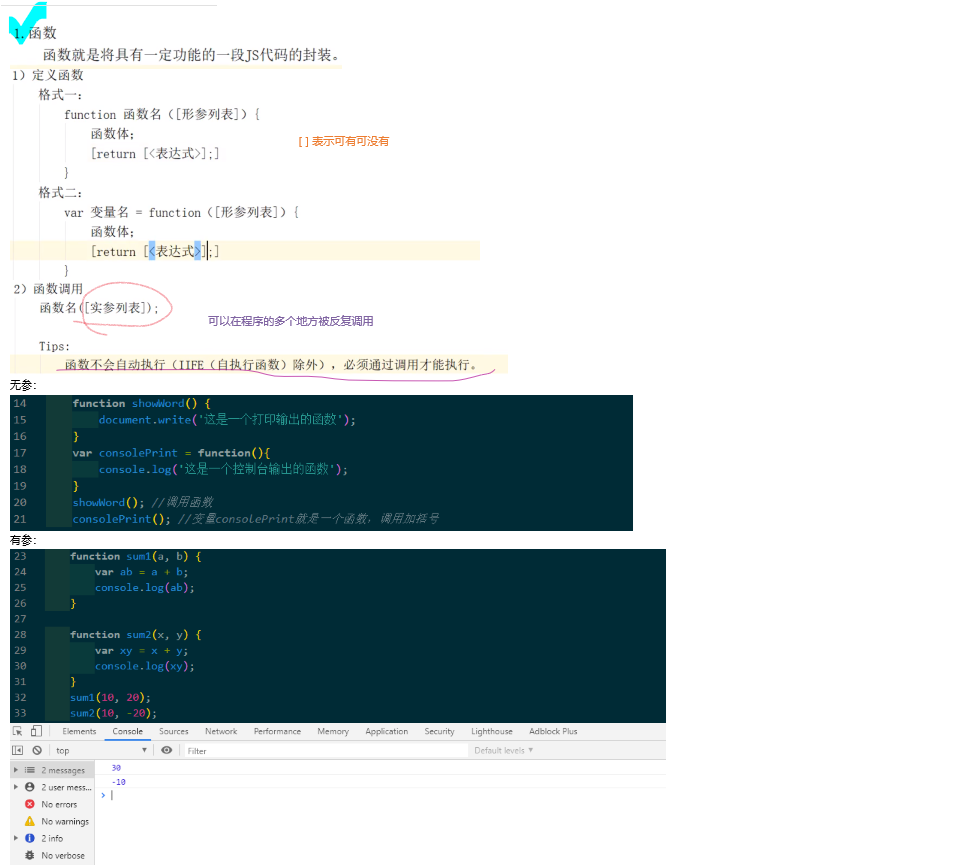 1.函数
函数就是将具有一定功能的一段JS代码的封装。
1）定义函数
格式一：
function 函数名（[形参列表]）{
函数体；
[return [<表达式>];]
[ ] 表示可有可没有
}
格式二：
var 变量名 = function（[形参列表]）{
函数体；
[return [<表达式>];]
}
2）函数调用
函数名([实参列表]);
可以在程序的多个地方被反复调用
Tips:
函数不会自动执行（IIFE（自执行函数）除外），必须通过调用才能执行。
无参：
14 function showWord() {
15 document.write('这是一个打印输出的函数');
16 }
17 var consolePrint = function(){
18 console.log('这是一个控制台输出的函数');
19 }
20 showWord(); //调用函数
21 consolePrint(); //变量consolePrint就是一个函数，调用加括号
有参：
23 function sum1(a, b) {
24 var ab = a + b;
25 console.log(ab);
26 }
27
28 function sum2(x, y) {
29 var xy = x + y;
30 console.log(xy);
31 }
32 sum1(10, 20);
33 sum2(10, -20);
Elements Console Sources Network Performance Memory Application Security Lighthouse Adblock Plus
top Filter Default levels
2 messages
2 user mess...
No errors
No warnings
2 info
No verbose
30
-10